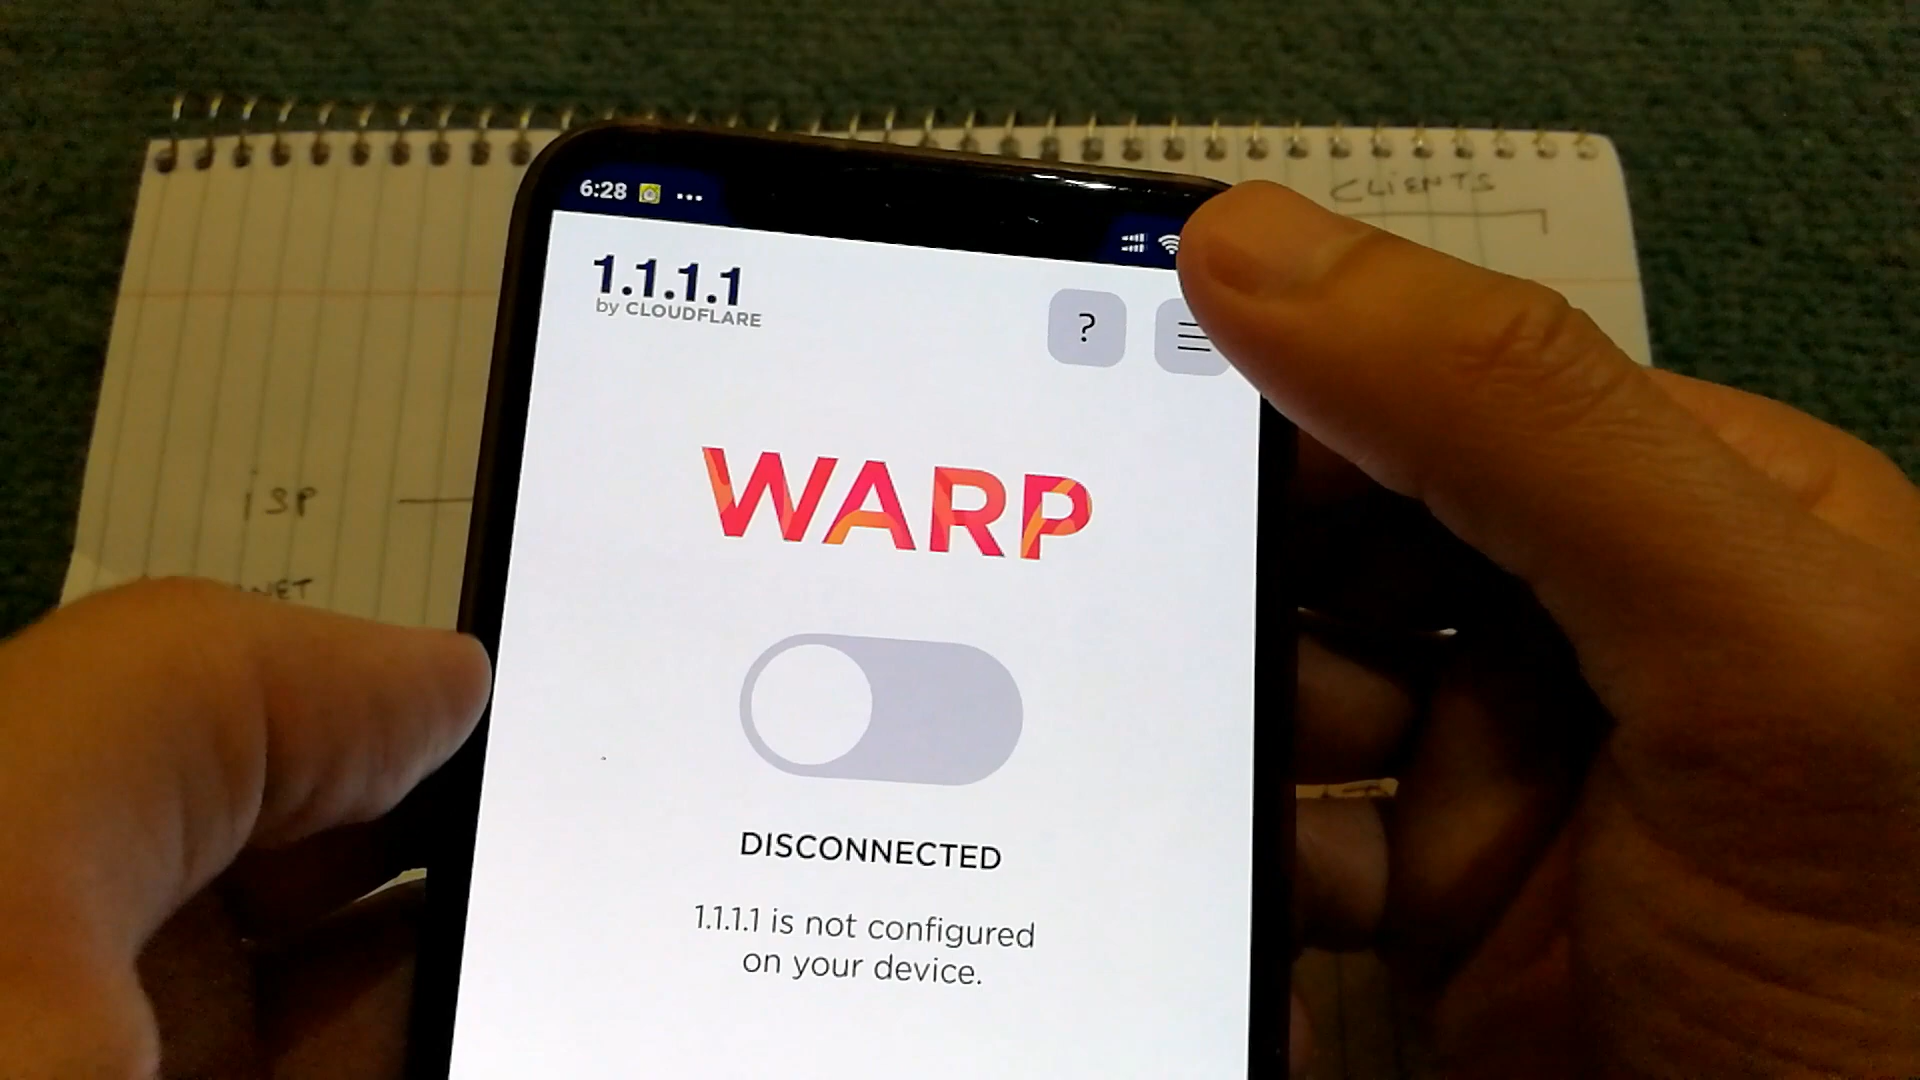 CLIENTS
6:28
1.1.1.1
by CLOUDFLARE
?
WARP
iSP
DISCONNECTED
1.1.1.1 is not configured
on your device.